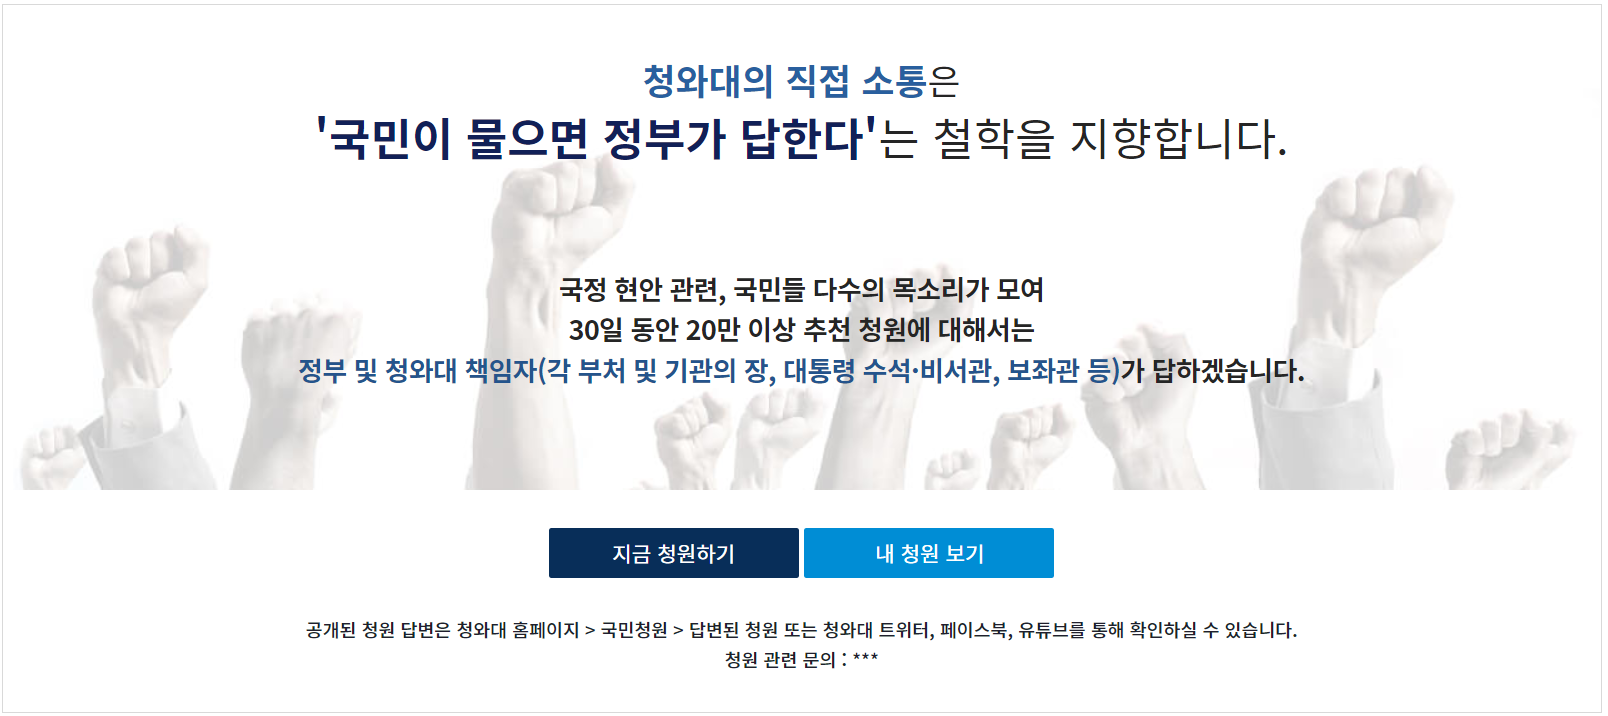 청와대의 직접 소통은
'국민이 물으면 정부가 답한다'는 철학을 지향합니다.
국정 현안 관련, 국민들 다수의 목소리가 모여
30일 동안 20만 이상 추천 청원에 대해서는
정부 및 청와대 책임자(각 부처 및 기관의 장, 대통령 수석·비서관, 보좌관 등)가 답하겠습니다.
지금 청원하기 내 청원 보기
공개된 청원 답변은 청와대 홈페이지 > 국민청원 > 답변된 청원 또는 청와대 트위터, 페이스북, 유튜브를 통해 확인하실 수 있습니다.
청원 관련 문의 : ***